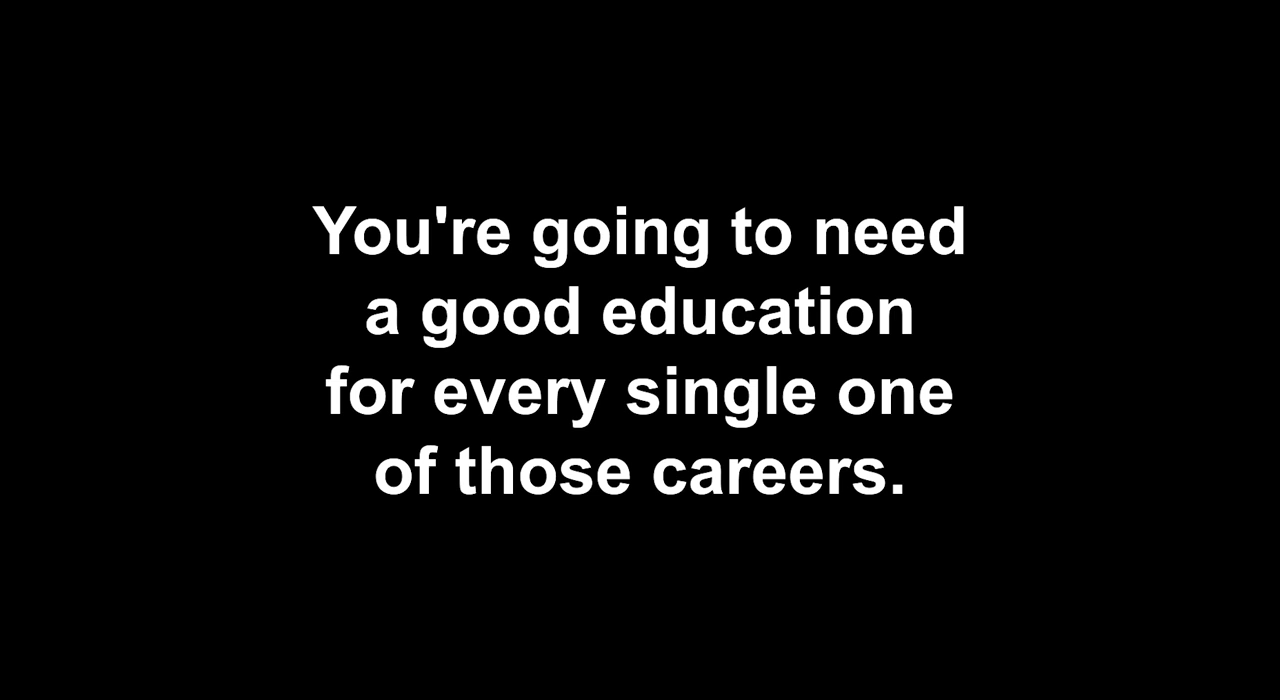 You're going to need
a good education
for every single one
of those careers.